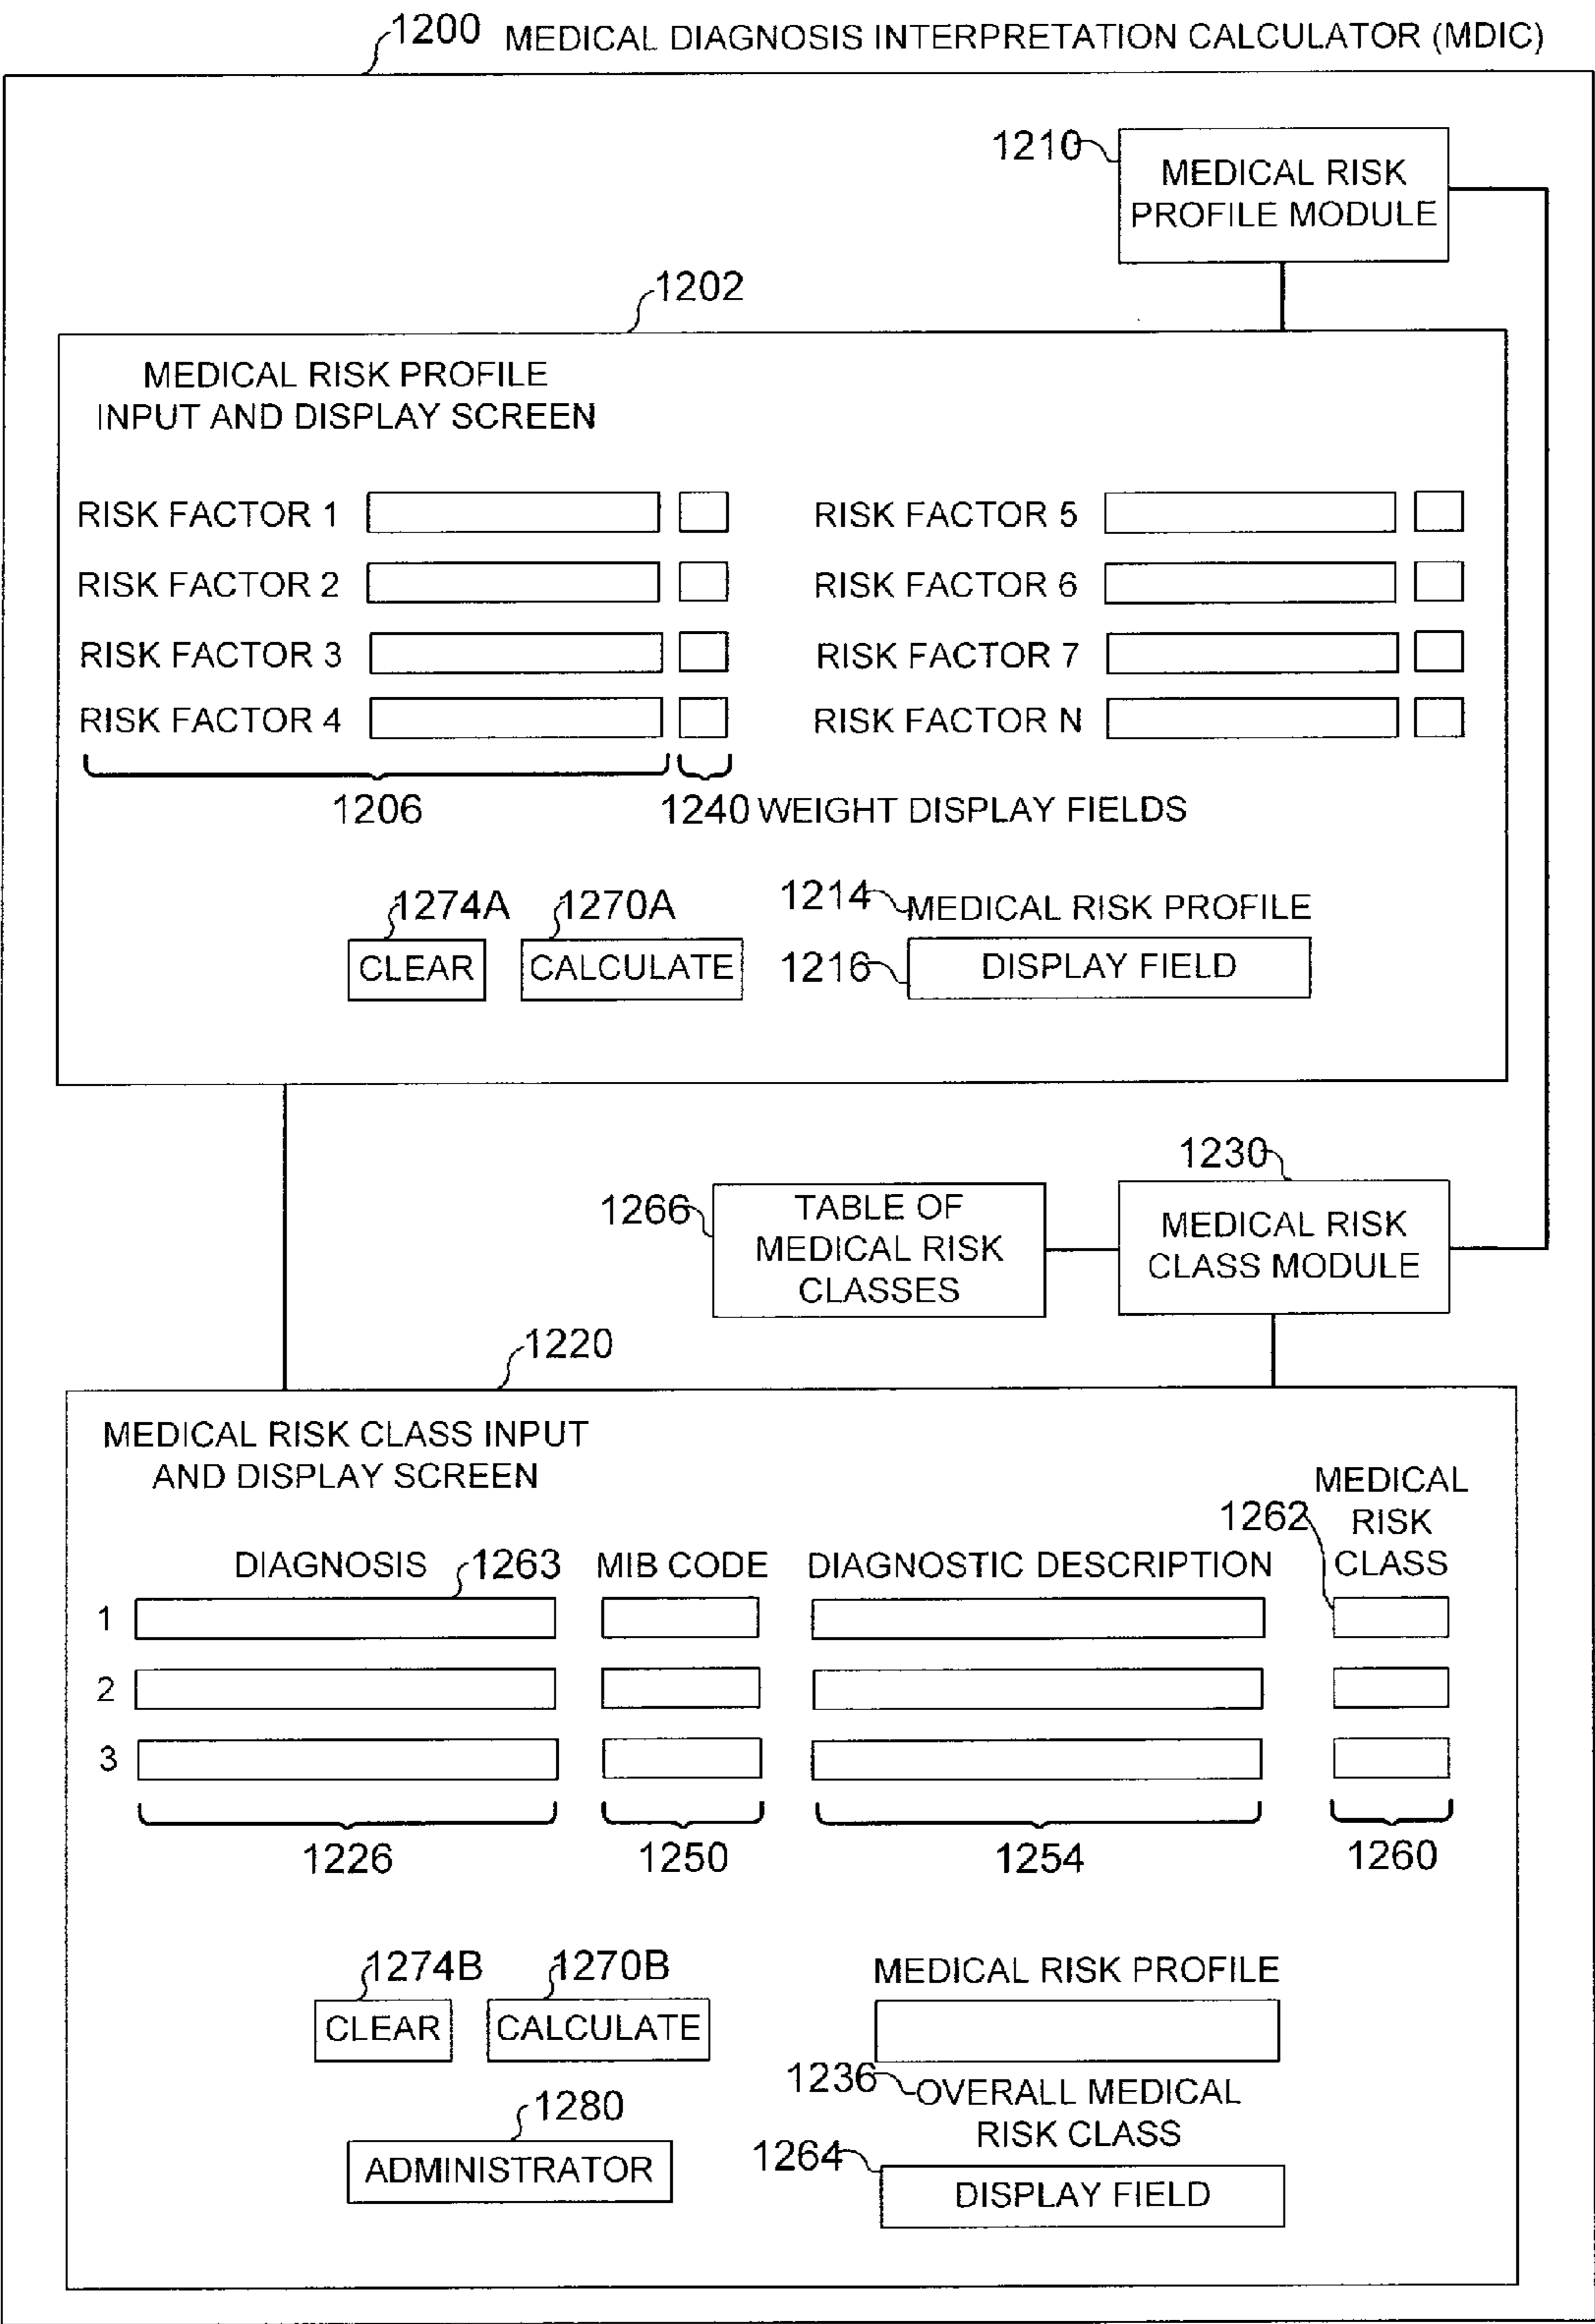 1200 MEDICAL DIAGNOSIS INTERPRETATION CALCULATOR (MDIC)
1210
MEDICAL RISK
PROFILE MODULE
1202
MEDICAL RISK PROFILE
INPUT AND DISPLAY SCREEN
RISK FACTOR 1 RISK FACTOR 5
RISK FACTOR 2 RISK FACTOR 6
RISK FACTOR 3 RISK FACTOR 7
RISK FACTOR 4 RISK FACTOR N
1206 1240 WEIGHT DISPLAY FIELDS
1274A 1270A 1214 MEDICAL RISK PROFILE
CLEAR CALCULATE 1216 DISPLAY FIELD
1230
1266
TABLE OF
MEDICAL RISK
CLASSES
MEDICAL RISK
CLASS MODULE
1220
MEDICAL RISK CLASS INPUT
AND DISPLAY SCREEN
MEDICAL
RISK
CLASS
1262
DIAGNOSIS 1263 MIB CODE DIAGNOSTIC DESCRIPTION
1
2
3
1226 1250 1254 1260
1274B 1270B MEDICAL RISK PROFILE
CLEAR CALCULATE
1236 OVERALL MEDICAL
RISK CLASS
1280
ADMINISTRATOR
1264
DISPLAY FIELD